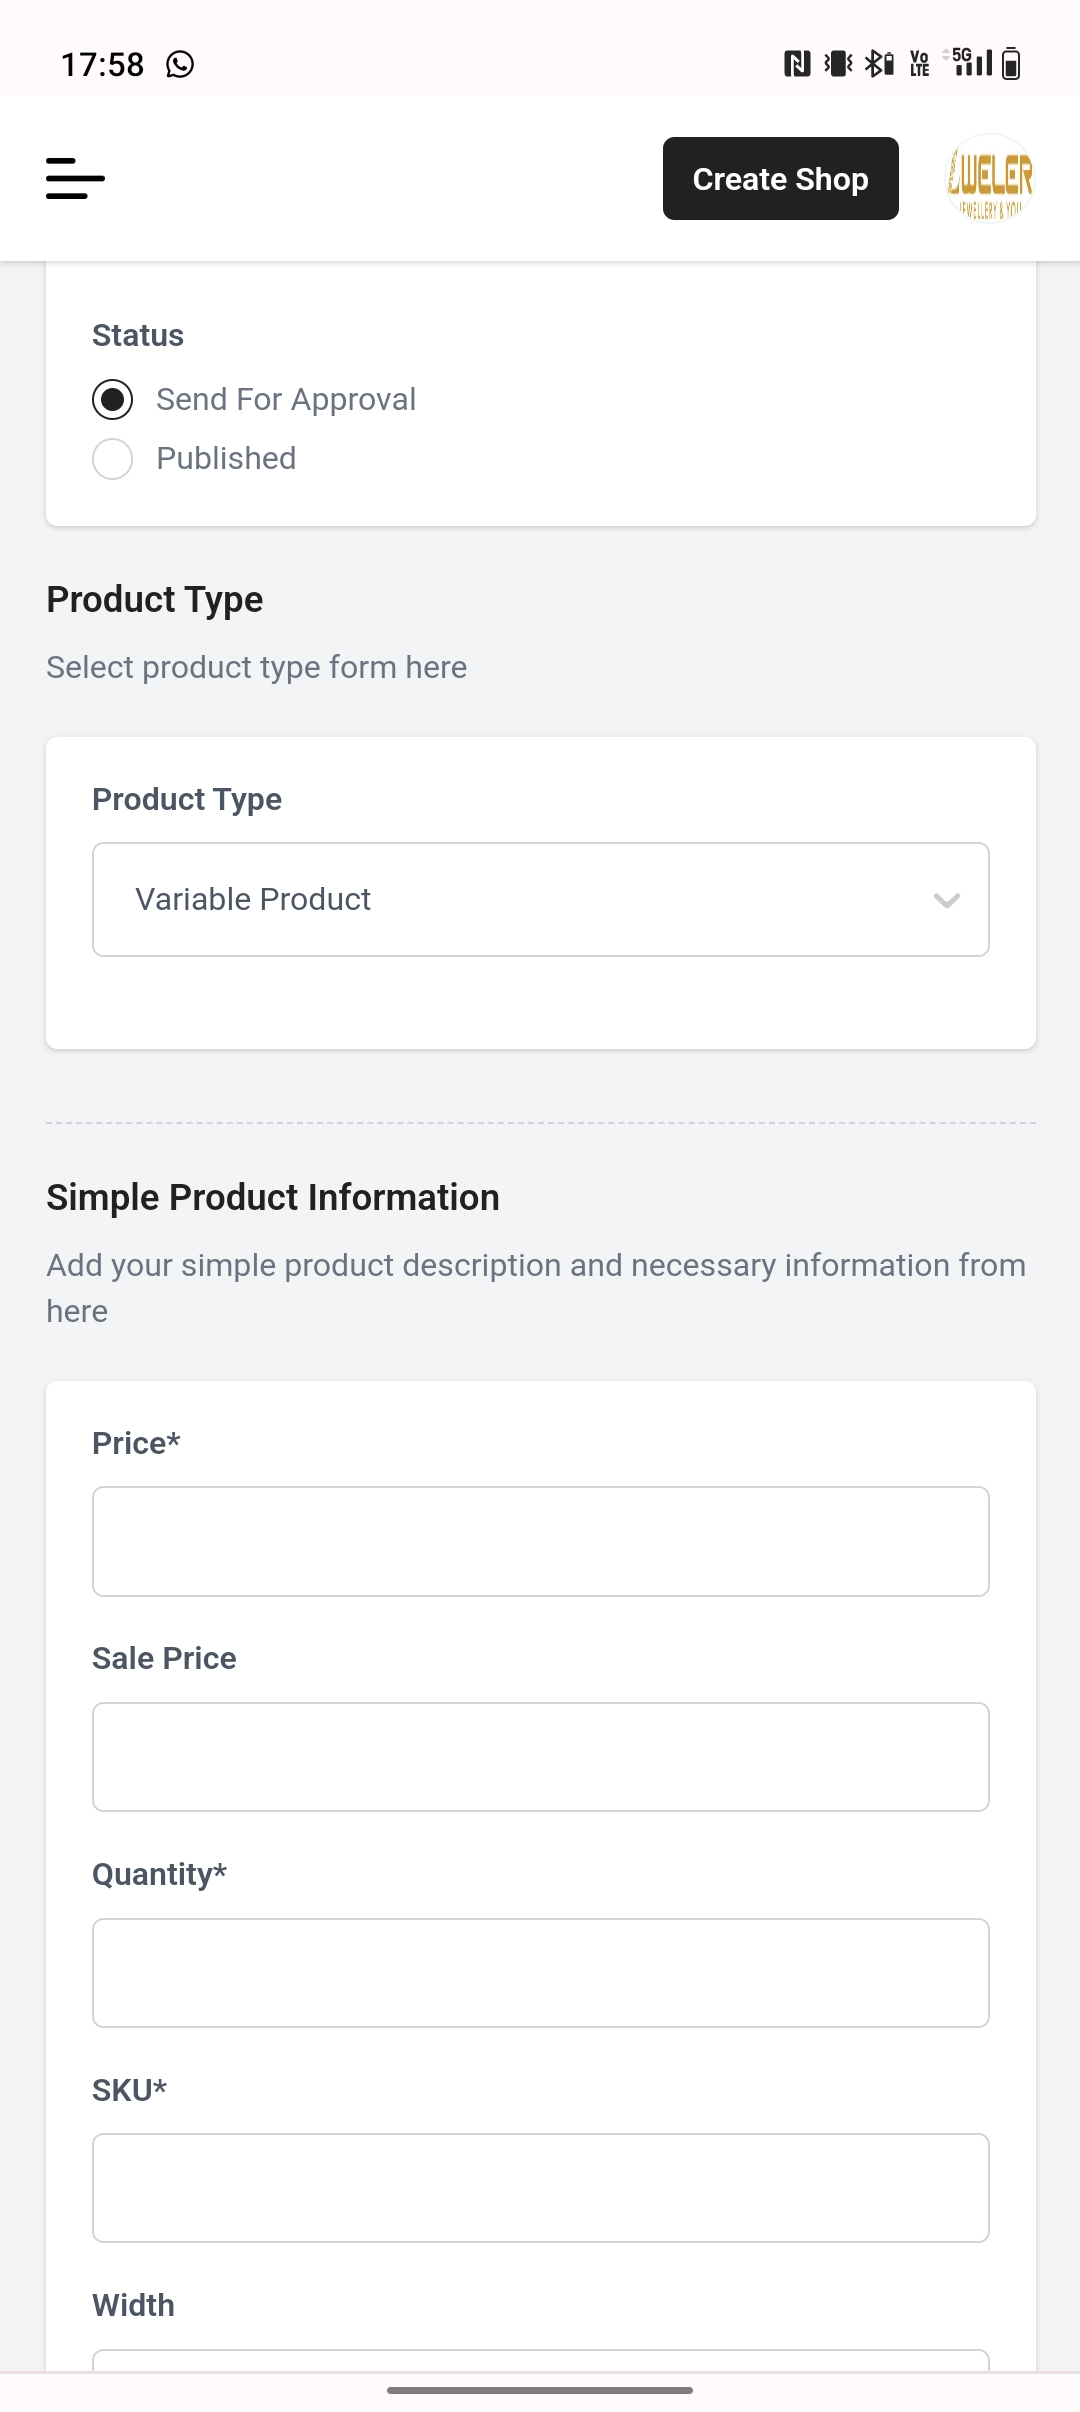 17:58
Vo
LTE
5G
Create Shop
WELER
JEWELLERY & YOU
Status
Send For Approval
Published
Product Type
Select product type form here
Product Type
Variable Product
Simple Product Information
Add your simple product description and necessary information from
here
Price*
Sale Price
Quantity*
SKU*
Width